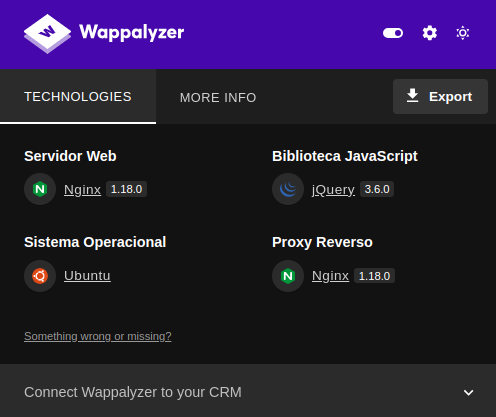 Wappalyzer
TECHNOLOGIES
MORE INFO
Export
Servidor Web
Nginx 1.18.0
Biblioteca JavaScript
jQuery 3.6.0
Sistema Operacional
Ubuntu
Proxy Reverso
Nginx 1.18.0
Something wrong or missing?
Connect Wappalyzer to your CRM